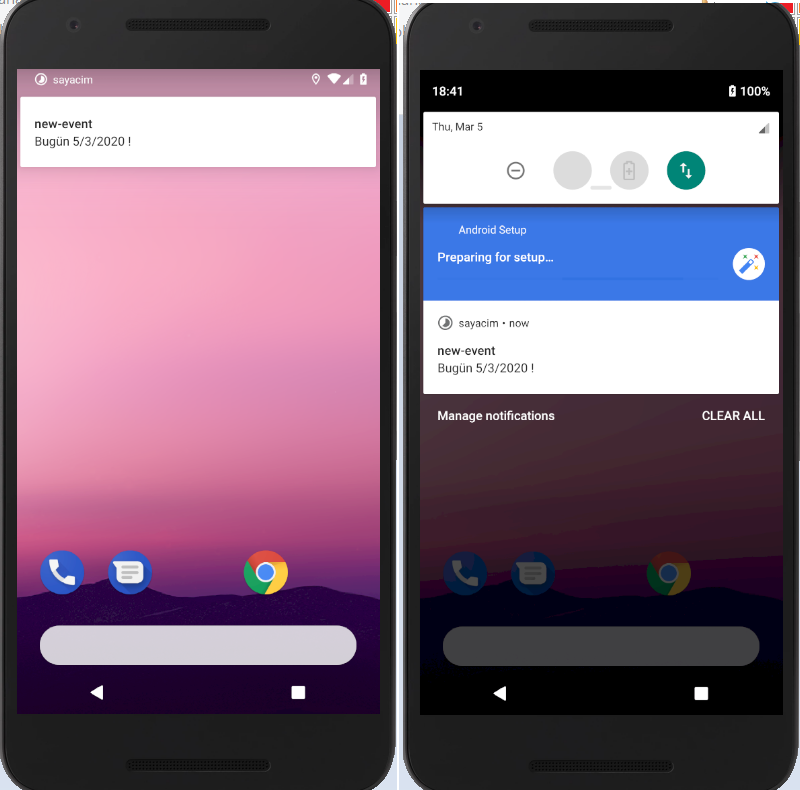 sayacim
new-event
Bugün 5/3/2020 !
18:41
100%
Thu, Mar 5
Android Setup
Preparing for setup...
sayacim • now
new-event
Bugün 5/3/2020 !
Manage notifications
CLEAR ALL